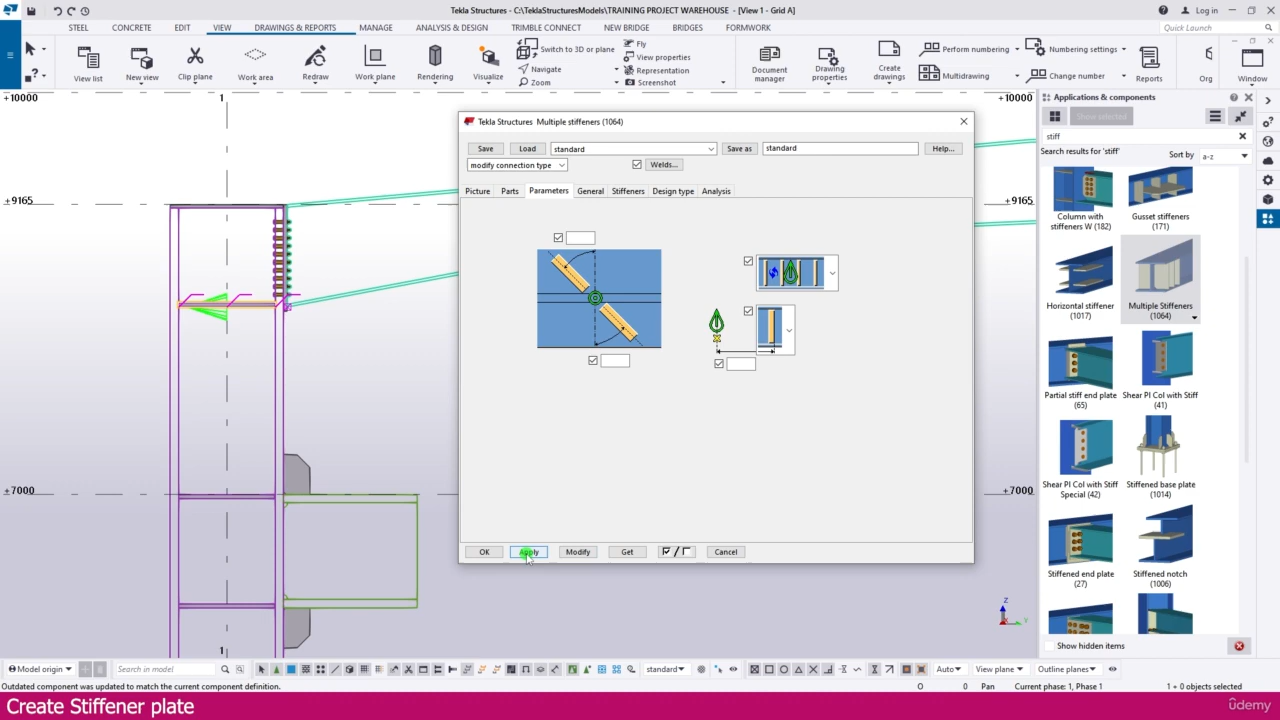 Tekla Structures - C:\TeklaStructuresModels\TRAINING PROJECT WAREHOUSE - [View 1 - Grid A]
Log in
STEEL CONCRETE EDIT VIEW DRAWINGS & REPORTS MANAGE ANALYSIS & DESIGN TRIMBLE CONNECT NEW BRIDGE BRIDGES FORMWORK
Quick Launch
View list New view Clip plane Work area Redraw Work plane Rendering Visualize
Switch to 3D or plane
Navigate
Zoom
Fly
View properties
Representation
Screenshot
Document manager
Drawing properties
Create drawings
Perform numbering
Multidrawing
Numbering settings
Change number
Reports
Org
Window
+10000 1 +10000
+9165 +9165
+7000 +7000
1
Tekla Structures Multiple stiffeners (1064)
Save Load standard Save as standard Help...
modify connection type Welds...
Picture Parts Parameters General Stiffeners Design type Analysis
OK Apply Modify Get / Cancel
Applications & components
Show selected
stiff
Search results for 'stiff'
Sort by a-z
Column with stiffeners W (182)
Gusset stiffeners (171)
Horizontal stiffener (1017)
Multiple Stiffeners (1064)
Partial stiff end plate (65)
Shear Pl Col with Stiff (41)
Shear Pl Col with Stiff Special (42)
Stiffened base plate (1014)
Stiffened end plate (27)
Stiffened notch (1006)
Show hidden items
z
Model origin
Search in model
standard
Auto
View plane
Outline planes
Outdated component was updated to match the current component definition.
O 0 Pan Current phase: 1, Phase 1 1 + 0 objects selected
Create Stiffener plate
ûdemy